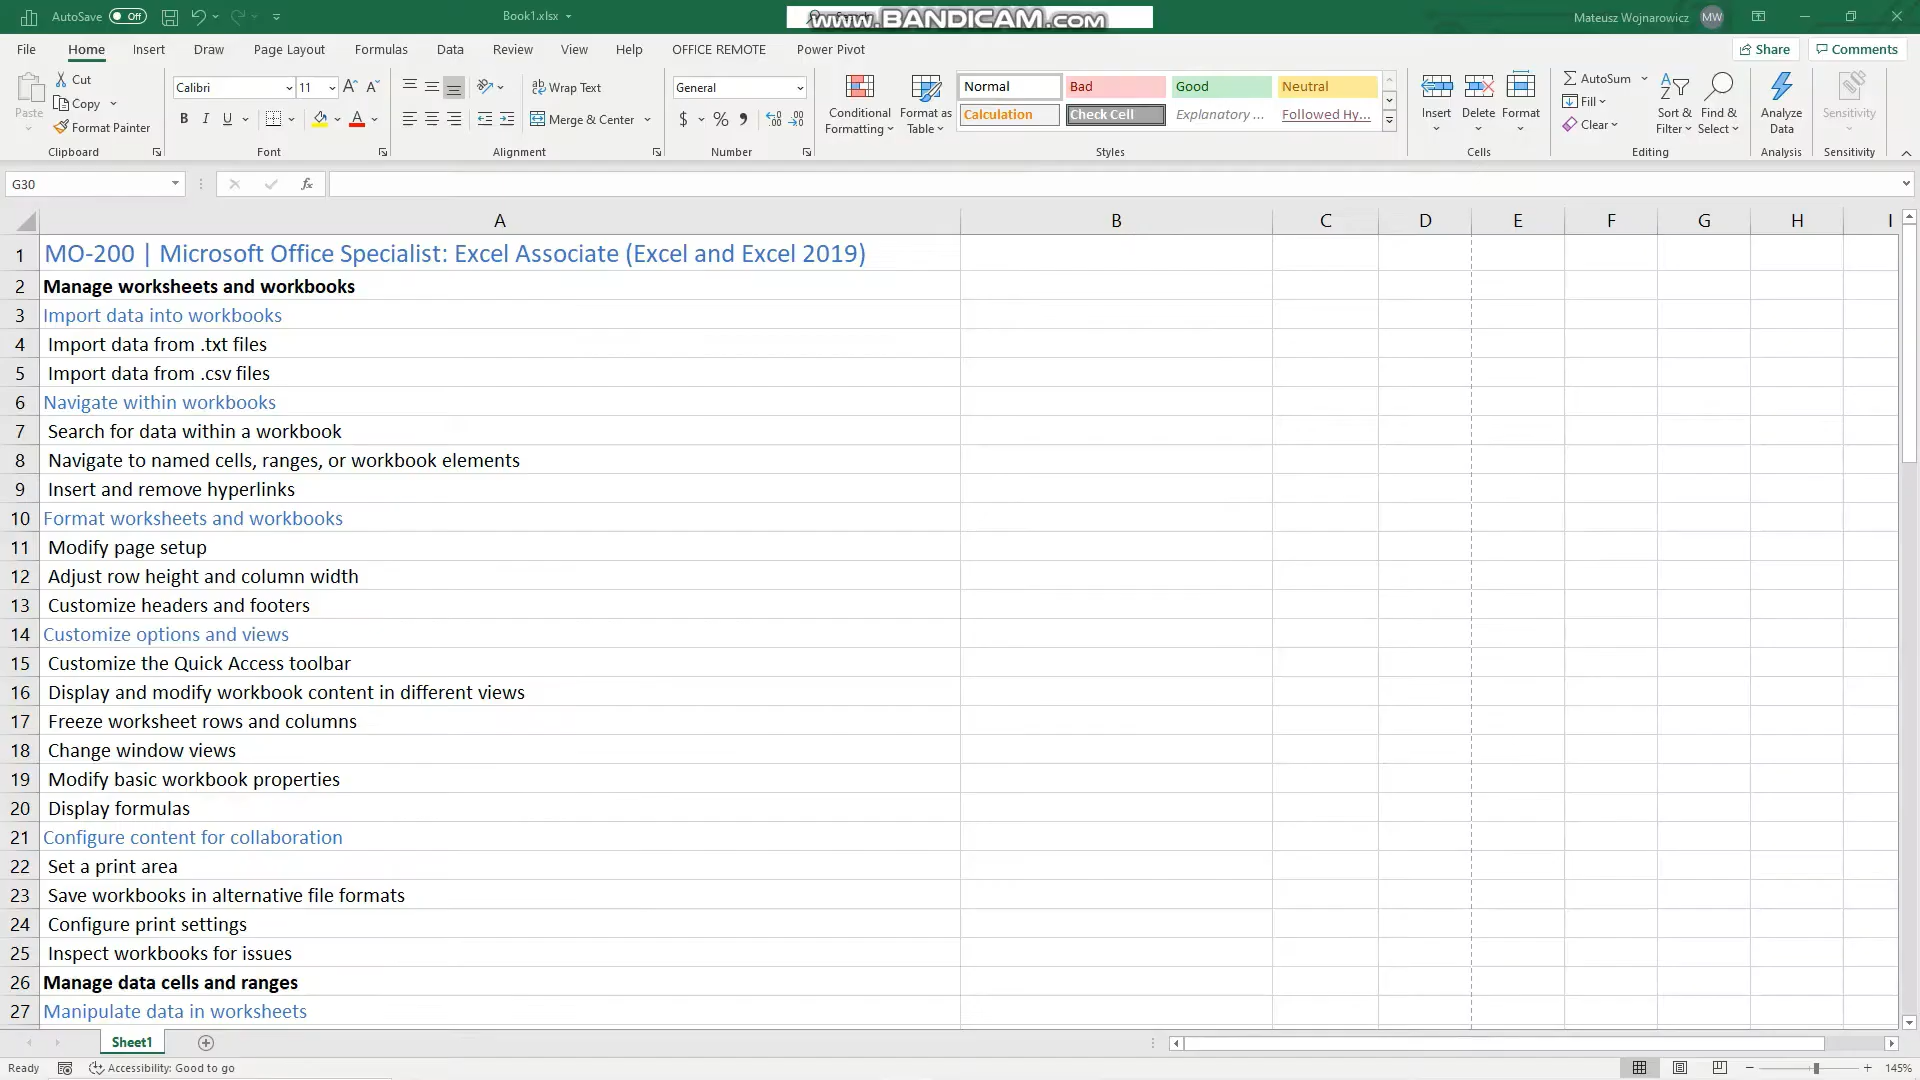 AutoSave Off Book1.xlsx www.BANDICAM.com Mateusz Wojnarowicz MW
File Home Insert Draw Page Layout Formulas Data Review View Help OFFICE REMOTE Power Pivot Share Comments
Paste Cut Copy Format Painter Clipboard
Calibri 11 B I U Font
Wrap Text Merge & Center Alignment
General $ % Number
Conditional Formatting Format as Table Normal Bad Good Neutral
Calculation Check Cell Explanatory ... Followed Hy... Styles
Insert Delete Format Cells
AutoSum Fill Clear Sort & Filter Find & Select Editing
Analyze Data Analysis
Sensitivity Sensitivity
G30 fx
A B C D E F G H I
1 MO-200 | Microsoft Office Specialist: Excel Associate (Excel and Excel 2019)
2 Manage worksheets and workbooks
3 Import data into workbooks
4 Import data from .txt files
5 Import data from .csv files
6 Navigate within workbooks
7 Search for data within a workbook
8 Navigate to named cells, ranges, or workbook elements
9 Insert and remove hyperlinks
10 Format worksheets and workbooks
11 Modify page setup
12 Adjust row height and column width
13 Customize headers and footers
14 Customize options and views
15 Customize the Quick Access toolbar
16 Display and modify workbook content in different views
17 Freeze worksheet rows and columns
18 Change window views
19 Modify basic workbook properties
20 Display formulas
21 Configure content for collaboration
22 Set a print area
23 Save workbooks in alternative file formats
24 Configure print settings
25 Inspect workbooks for issues
26 Manage data cells and ranges
27 Manipulate data in worksheets
Sheet1
Ready Accessibility: Good to go 145%